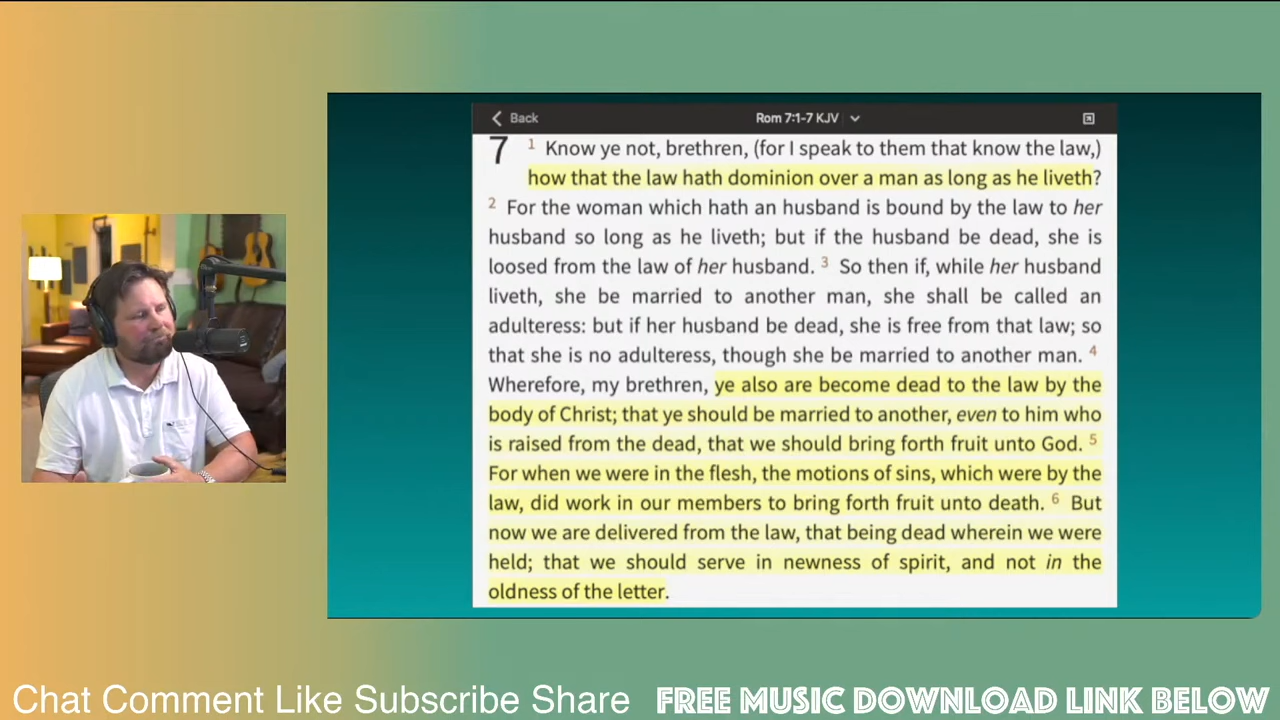 Back
Rom 7:1-7 KJV
7 1 Know ye not, brethren, (for I speak to them that know the law,)
how that the law hath dominion over a man as long as he liveth?
2 For the woman which hath an husband is bound by the law to her
husband so long as he liveth; but if the husband be dead, she is
loosed from the law of her husband. 3 So then if, while her husband
liveth, she be married to another man, she shall be called an
adulteress: but if her husband be dead, she is free from that law; so
that she is no adulteress, though she be married to another man. 4
Wherefore, my brethren, ye also are become dead to the law by the
body of Christ; that ye should be married to another, even to him who
is raised from the dead, that we should bring forth fruit unto God. 5
For when we were in the flesh, the motions of sins, which were by the
law, did work in our members to bring forth fruit unto death. 6 But
now we are delivered from the law, that being dead wherein we were
held; that we should serve in newness of spirit, and not in the
oldness of the letter.
Chat Comment Like Subscribe Share
FREE MUSIC DOWNLOAD LINK BELOW